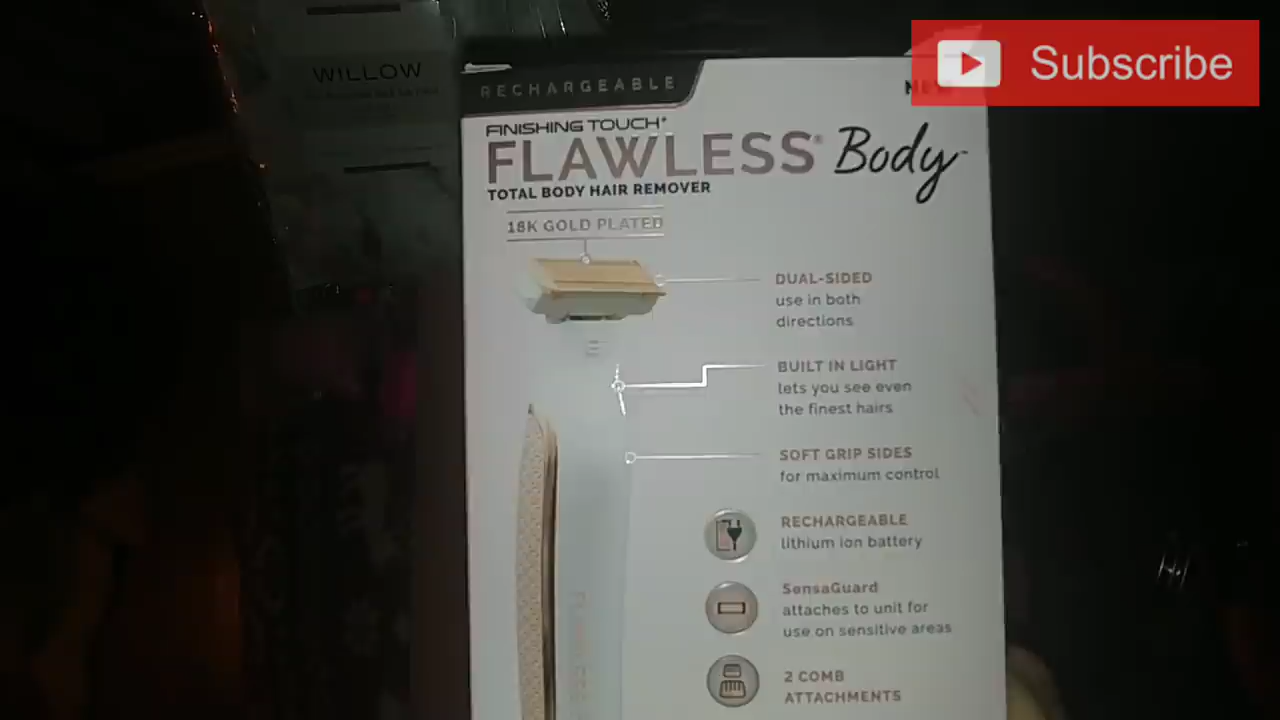 Subscribe
WILLOW
RECHARGEABLE
NEW
FINISHING TOUCH®
FLAWLESS® Body™
TOTAL BODY HAIR REMOVER
18K GOLD PLATED
DUAL-SIDED
use in both
directions
BUILT IN LIGHT
lets you see even
the finest hairs
SOFT GRIP SIDES
for maximum control
RECHARGEABLE
lithium ion battery
SensaGuard
attaches to unit for
use on sensitive areas
2 COMB
ATTACHMENTS